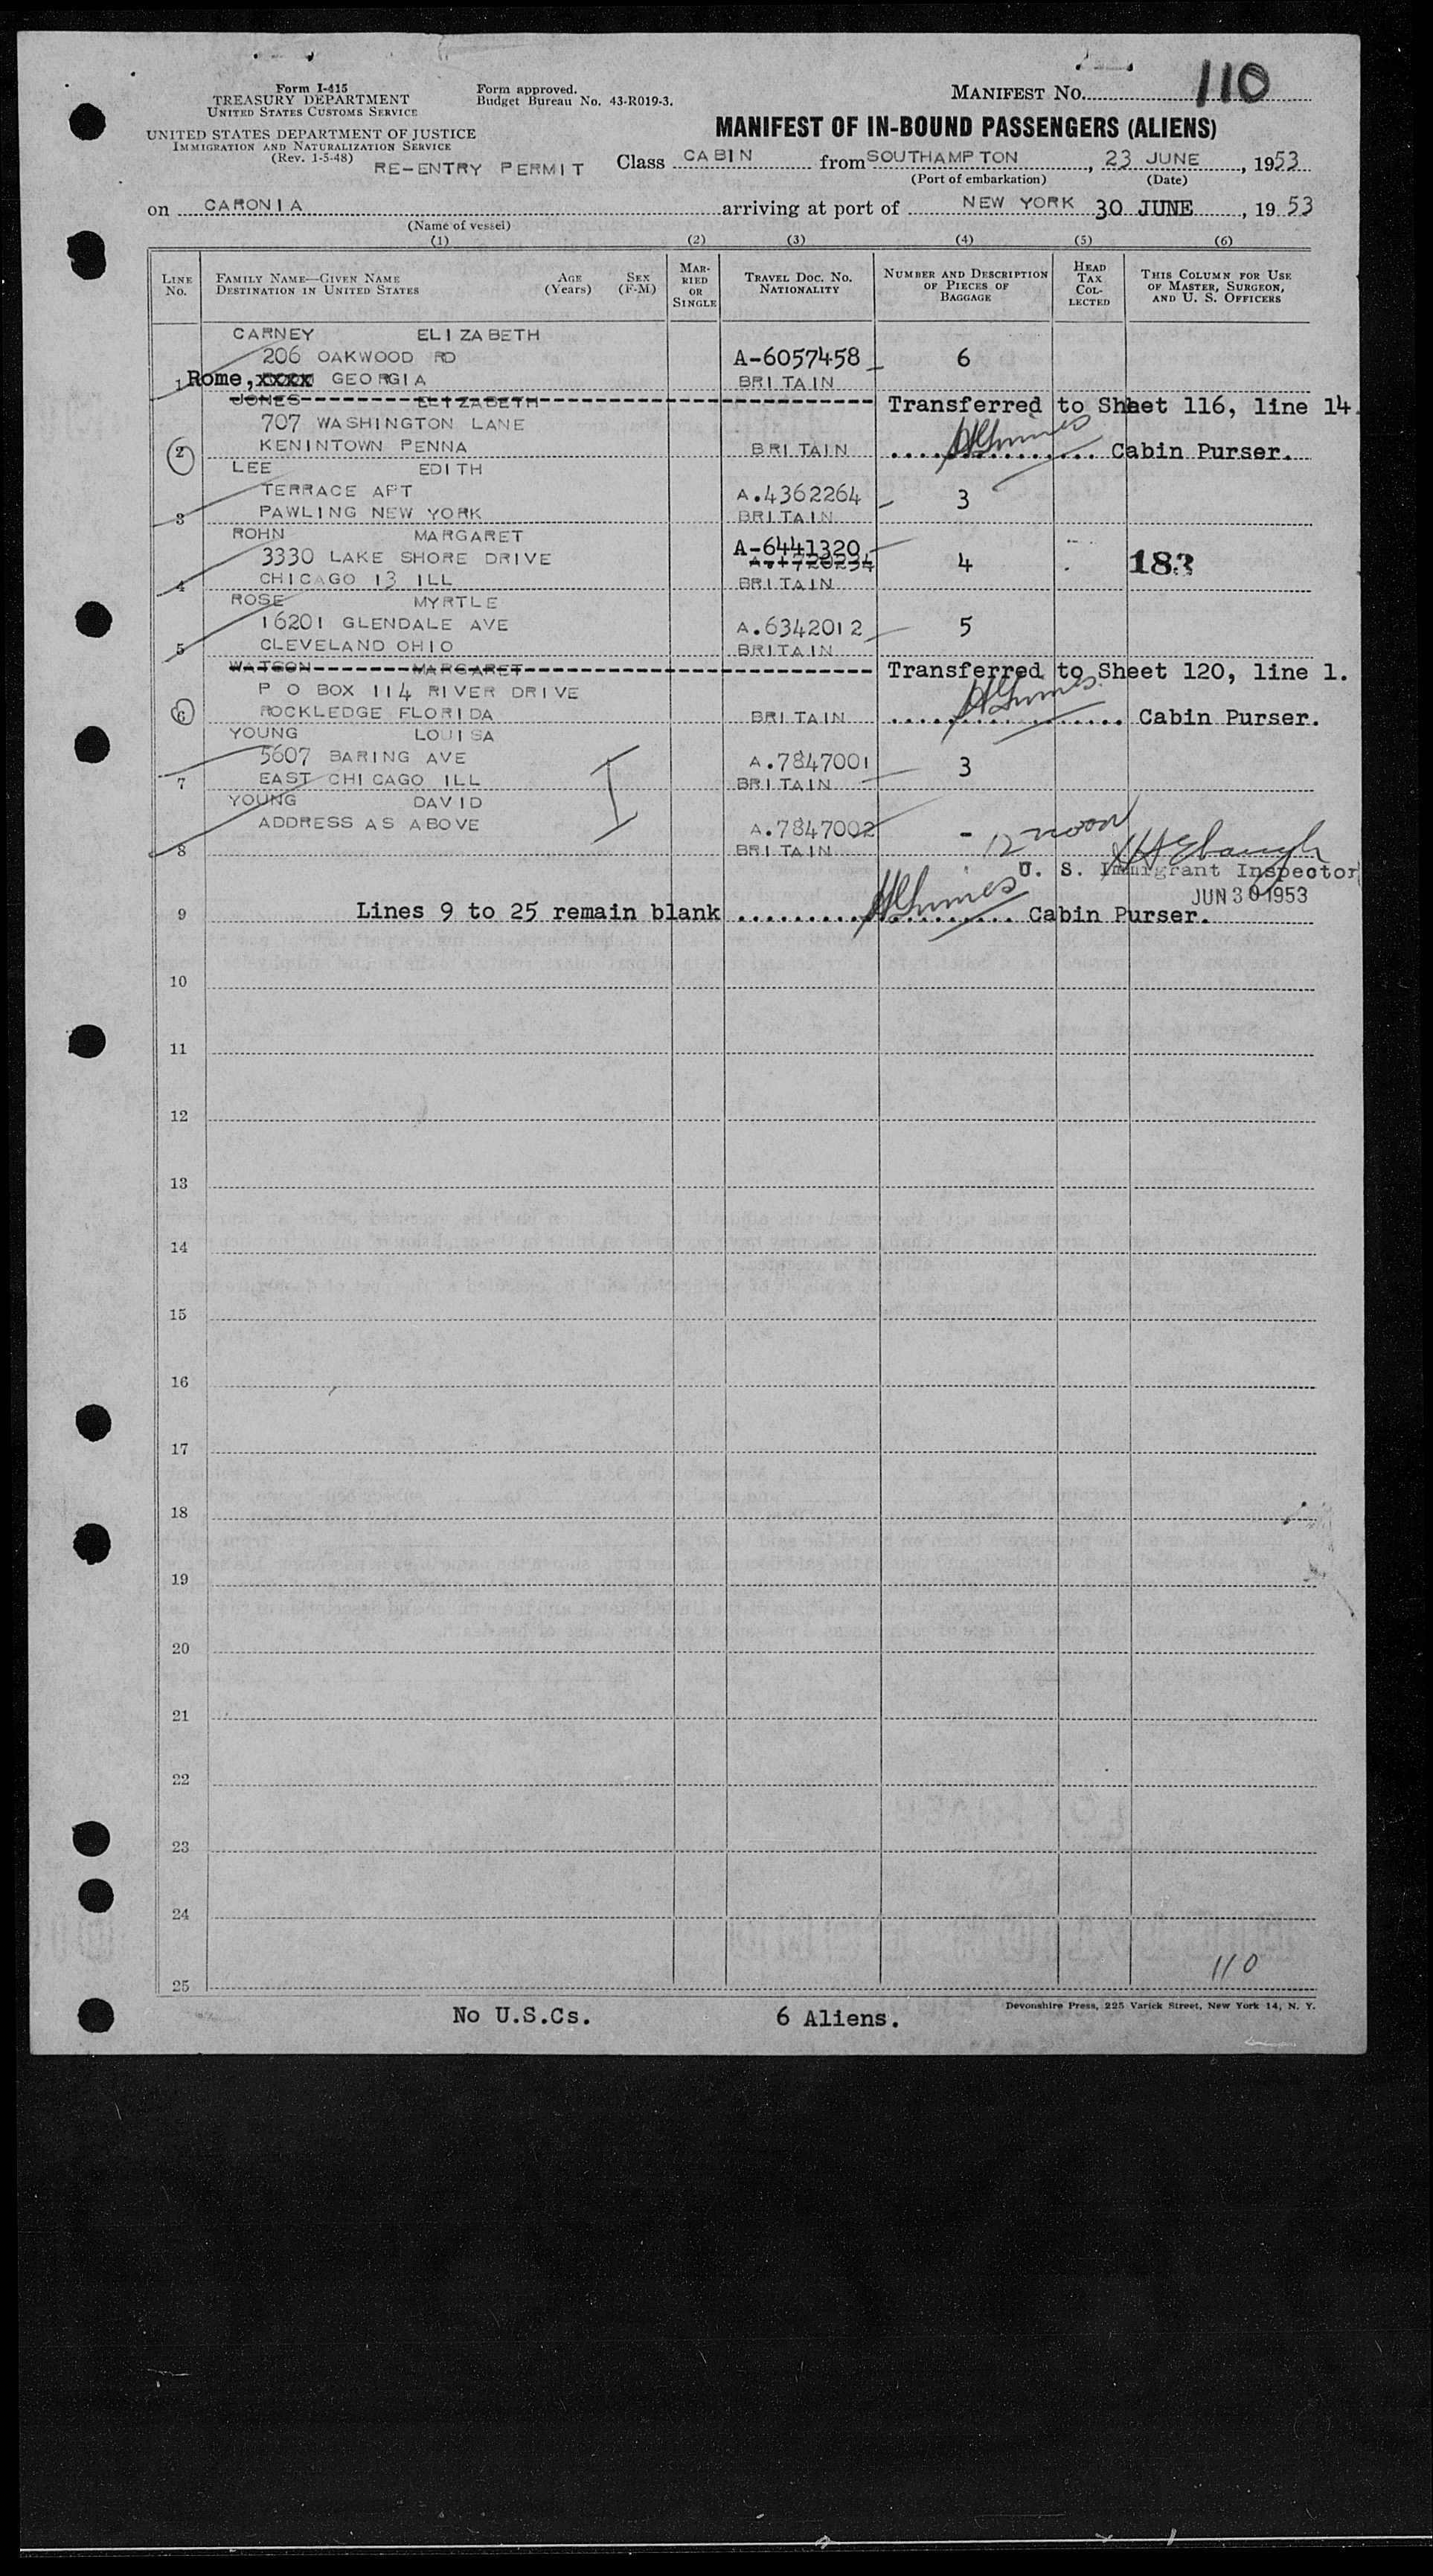 110
Form I-415
TREASURY DEPARTMENT
UNITED STATES CUSTOMS SERVICE
UNITED STATES DEPARTMENT OF JUSTICE
IMMIGRATION AND NATURALIZATION SERVICE
(Rev. 1-5-48)
Form approved.
Budget Bureau No. 43-R019-3.
MANIFEST No.
MANIFEST OF IN-BOUND PASSENGERS (ALIENS)
RE-ENTRY PERMIT
Class CABIN from SOUTHAMPTON, 23 JUNE, 1953
(Port of embarkation) (Date)
on CARONIA arriving at port of NEW YORK 30 JUNE, 1953
(Name of vessel)
(1) (2) (3) (4) (5) (6)
LINE No.
FAMILY NAME—GIVEN NAME
DESTINATION IN UNITED STATES
AGE (Years)
SEX (F-M)
MARRIED OR SINGLE
TRAVEL DOC. NO.
NATIONALITY
NUMBER AND DESCRIPTION OF PIECES OF BAGGAGE
HEAD TAX COLLECTED
THIS COLUMN FOR USE OF MASTER, SURGEON, AND U. S. OFFICERS
CARNEY ELIZABETH
206 OAKWOOD RD A-6057458 6
1 Rome, xxxx GEORGIA BRITAIN
JONES ELIZABETH Transferred to Sheet 116, line 14.
707 WASHINGTON LANE
2 KENINTOWN PENNA BRITAIN Cabin Purser.
LEE EDITH
TERRACE APT A.4362264 3
3 PAWLING NEW YORK BRITAIN
ROHN MARGARET A-6441320
3330 LAKE SHORE DRIVE 4 183
4 CHICAGO 13 ILL BRITAIN
ROSE MYRTLE
16201 GLENDALE AVE A.6342012 5
5 CLEVELAND OHIO BRITAIN
WATSON MARGARET Transferred to Sheet 120, line 1.
P O BOX 114 RIVER DRIVE
6 ROCKLEDGE FLORIDA BRITAIN Cabin Purser.
YOUNG LOUISA
5607 BARING AVE A.7847001 3
7 EAST CHICAGO ILL BRITAIN
YOUNG DAVID
ADDRESS AS ABOVE A.7847002 - 12 noon
8 BRITAIN
U. S. Immigrant Inspector
JUN 30 1953
9 Lines 9 to 25 remain blank Cabin Purser.
10
11
12
13
14
15
16
17
18
19
20
21
22
23
24
110
25
Devonshire Press, 225 Varick Street, New York 14, N. Y.
No U.S.Cs. 6 Aliens.